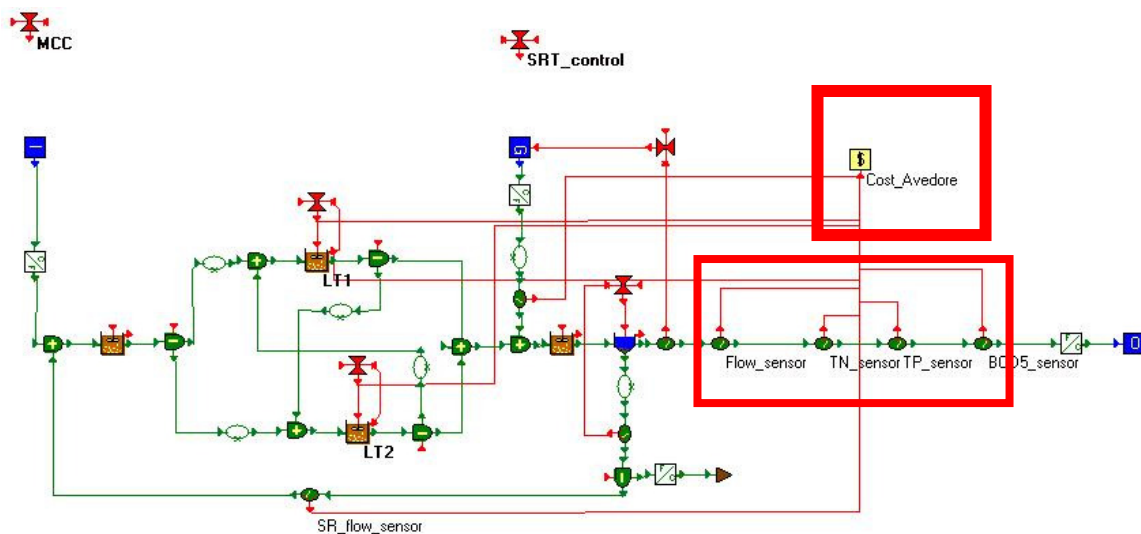 MCC
SRT_control
I
G
$
Cost_Avedore
LT1
Flow_sensor
TN_sensor
TP_sensor
BOD5_sensor
O
LT2
SR_flow_sensor